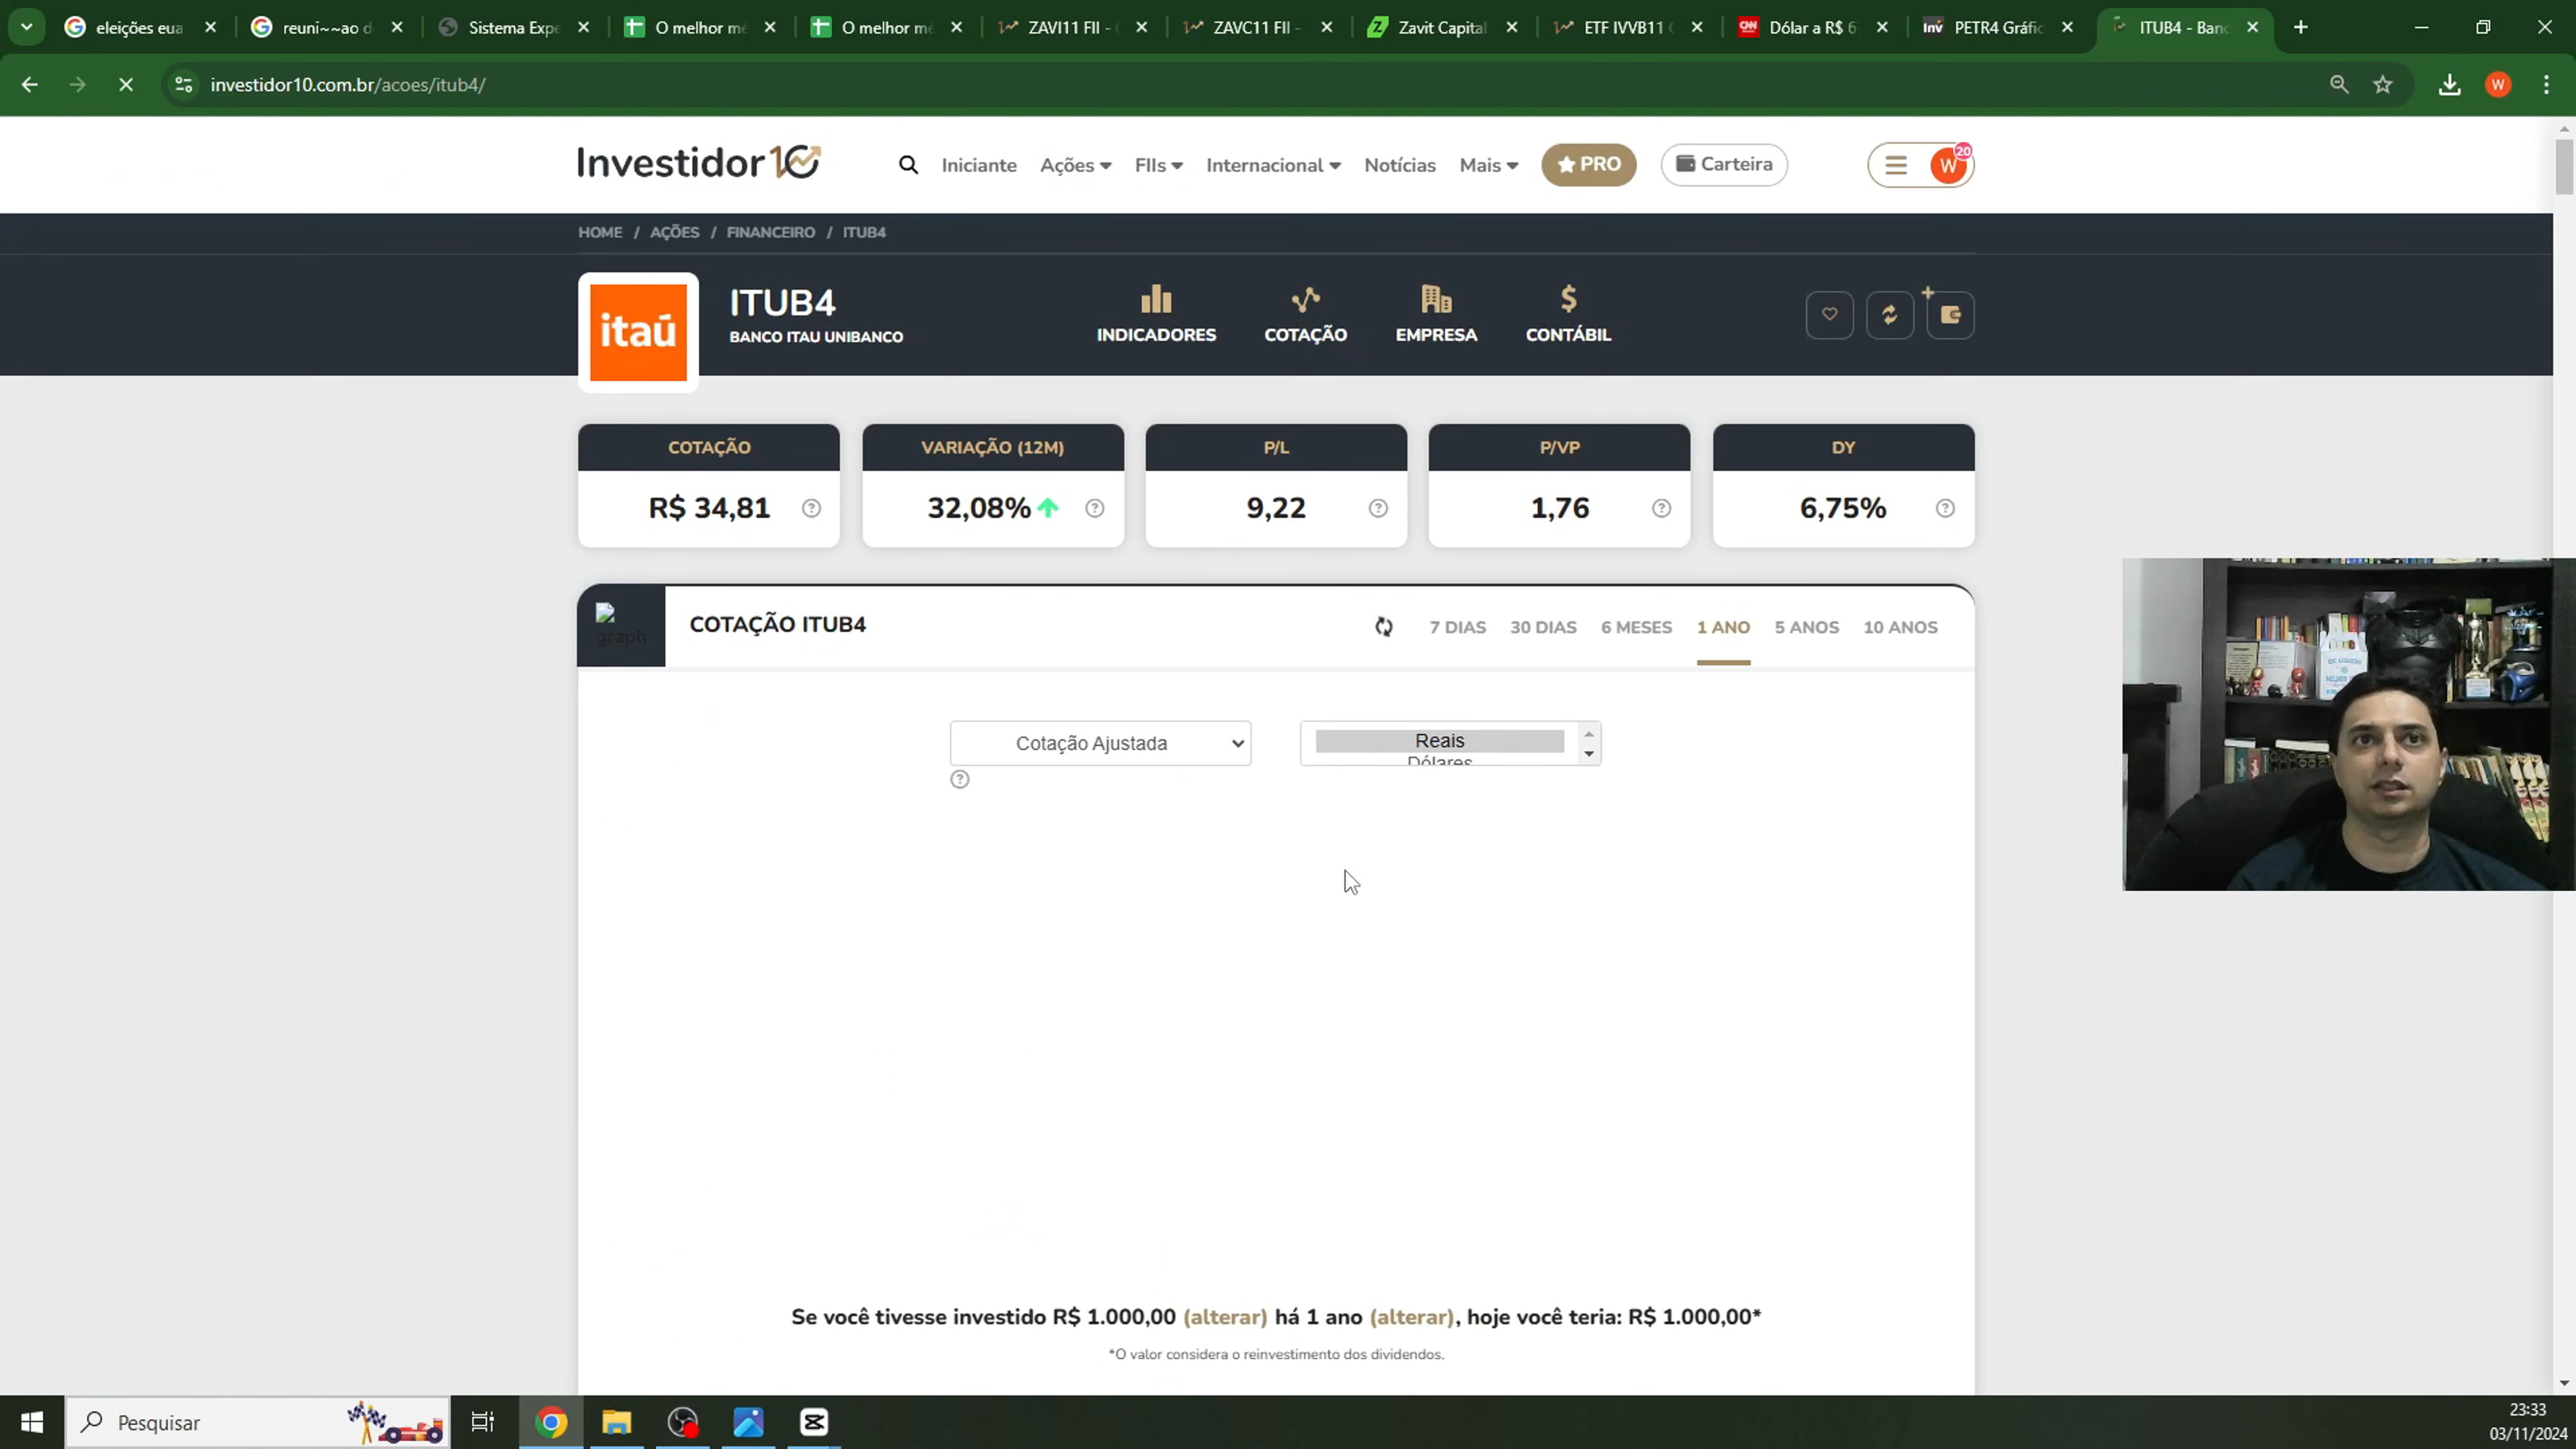 eleições eua
reuni~~ao d
Sistema Expe
O melhor mé
O melhor mé
ZAVI11 FII - C
ZAVC11 FII -
Zavit Capital
ETF IVVB11 C
Dólar a R$ 6
PETR4 Gráfic
ITUB4 - Banc
investidor10.com.br/acoes/itub4/
W
Investidor10
Iniciante
Ações
FIIs
Internacional
Notícias
Mais
PRO
Carteira
W
20
HOME / AÇÕES / FINANCEIRO / ITUB4
itaú
ITUB4
BANCO ITAU UNIBANCO
INDICADORES
COTAÇÃO
EMPRESA
CONTÁBIL
COTAÇÃO
R$ 34,81
VARIAÇÃO (12M)
32,08%
P/L
9,22
P/VP
1,76
DY
6,75%
graph
COTAÇÃO ITUB4
7 DIAS
30 DIAS
6 MESES
1 ANO
5 ANOS
10 ANOS
Cotação Ajustada
Reais
Dólares
Se você tivesse investido R$ 1.000,00 (alterar) há 1 ano (alterar), hoje você teria: R$ 1.000,00*
*O valor considera o reinvestimento dos dividendos.
Pesquisar
23:33
03/11/2024